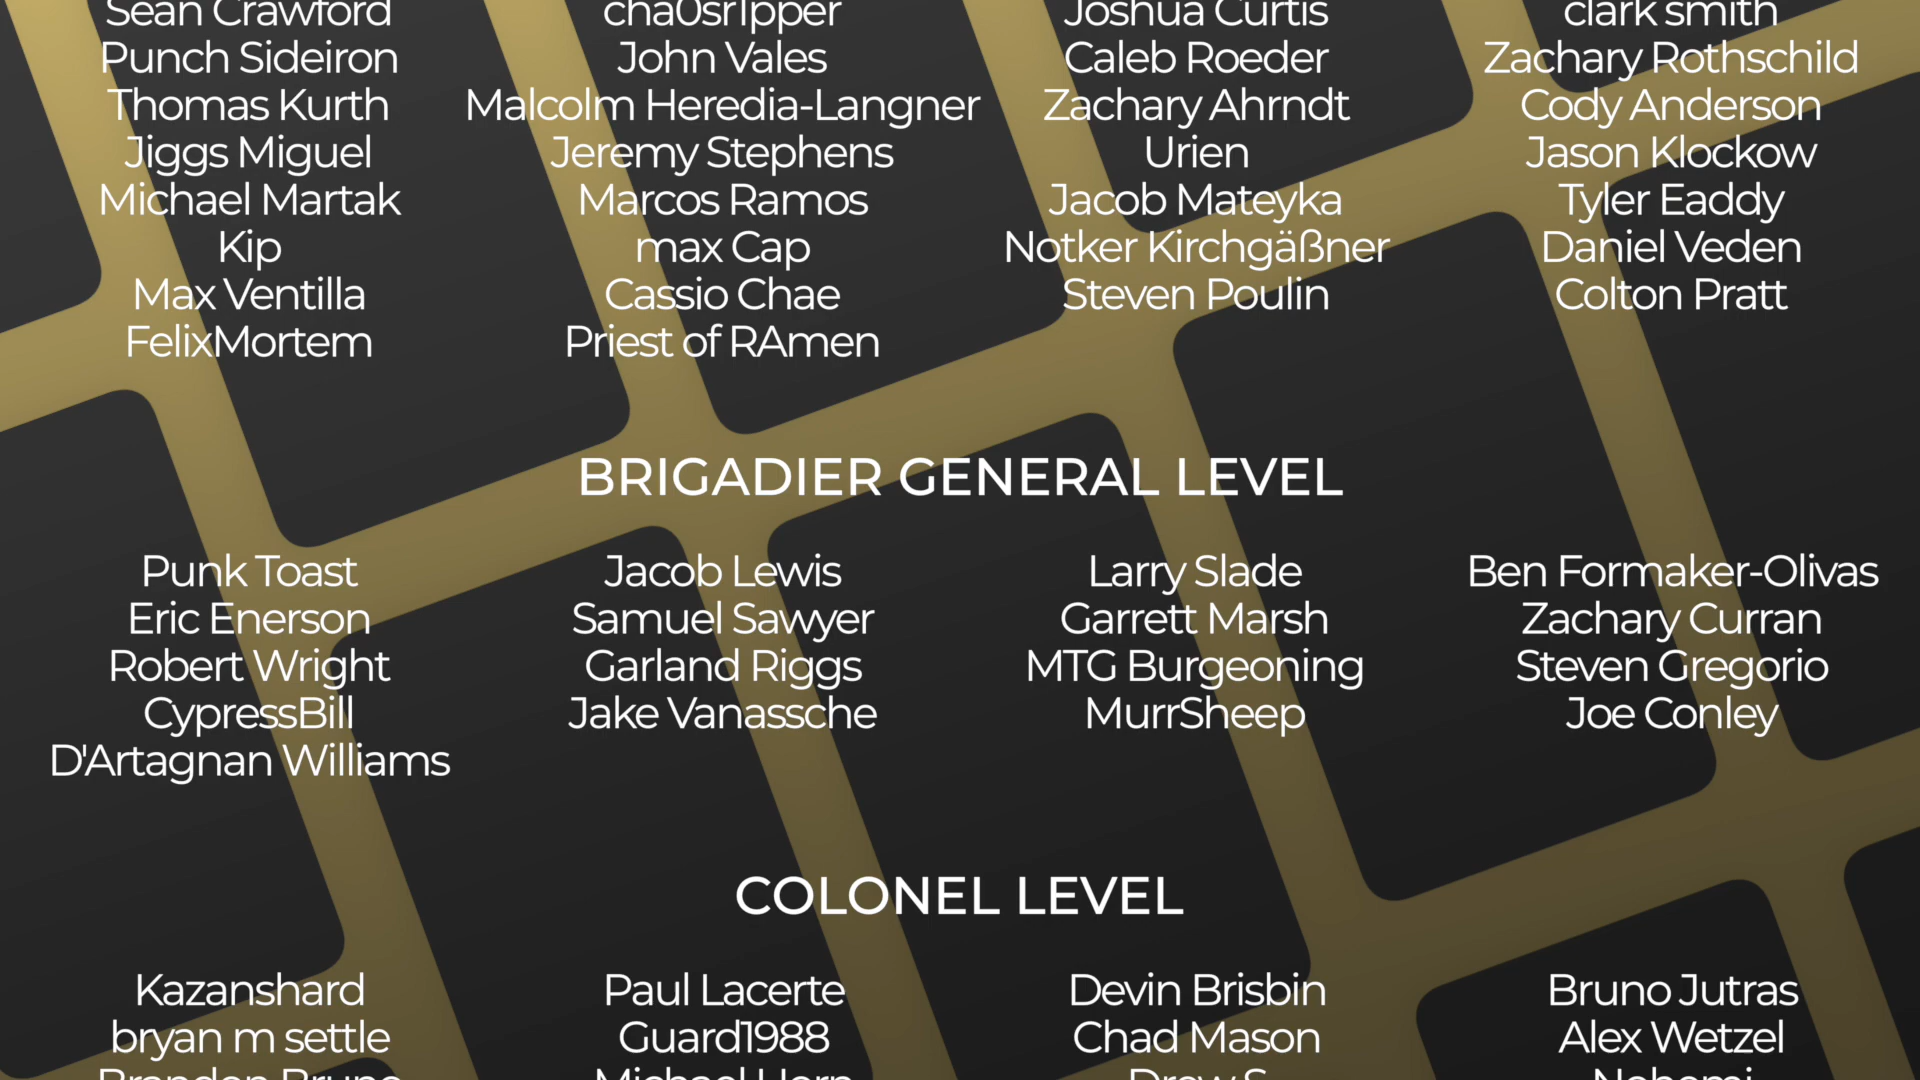 Sean Crawford cha0sr1pper Joshua Curtis clark smith
Punch Sideiron John Vales Caleb Roeder Zachary Rothschild
Thomas Kurth Malcolm Heredia-Langner Zachary Ahrndt Cody Anderson
Jiggs Miguel Jeremy Stephens Urien Jason Klockow
Michael Martak Marcos Ramos Jacob Mateyka Tyler Eaddy
Kip max Cap Notker Kirchgäßner Daniel Veden
Max Ventilla Cassio Chae Steven Poulin Colton Pratt
FelixMortem Priest of RAmen
BRIGADIER GENERAL LEVEL
Punk Toast Jacob Lewis Larry Slade Ben Formaker-Olivas
Eric Enerson Samuel Sawyer Garrett Marsh Zachary Curran
Robert Wright Garland Riggs MTG Burgeoning Steven Gregorio
CypressBill Jake Vanassche MurrSheep Joe Conley
D'Artagnan Williams
COLONEL LEVEL
Kazanshard Paul Lacerte Devin Brisbin Bruno Jutras
bryan m settle Guard1988 Chad Mason Alex Wetzel
Brandon Michael Drew S